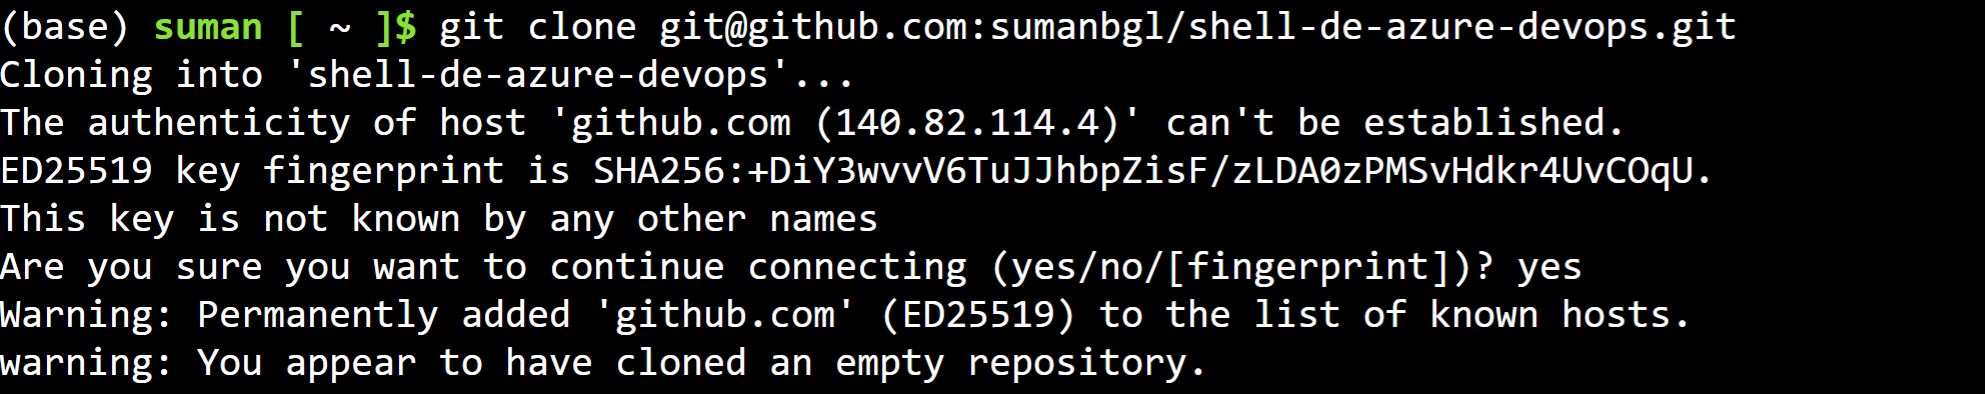 (base) suman [ ~ ]$ git clone git@github.com:sumanbgl/shell-de-azure-devops.git
Cloning into 'shell-de-azure-devops'...
The authenticity of host 'github.com (140.82.114.4)' can't be established.
ED25519 key fingerprint is SHA256:+DiY3wvvV6TuJJhbpZisF/zLDA0zPMSvHdkr4UvCOqU.
This key is not known by any other names
Are you sure you want to continue connecting (yes/no/[fingerprint])? yes
Warning: Permanently added 'github.com' (ED25519) to the list of known hosts.
warning: You appear to have cloned an empty repository.